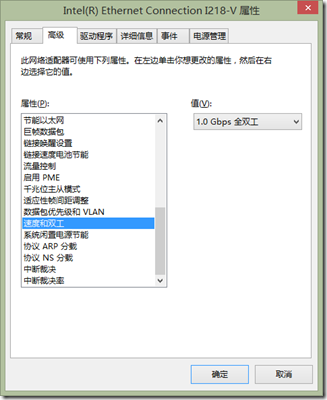 Intel(R) Ethernet Connection I218-V 属性
常规 高级 驱动程序 详细信息 事件 电源管理
此网络适配器可使用下列属性。在左边单击你想更改的属性，然后在右
边选择它的值。
属性(P):
值(V):
1.0 Gbps 全双工
节能以太网
巨帧数据包
链接唤醒设置
链接速度电池节能
流量控制
启用 PME
千兆位主从模式
适应性帧间距调整
数据包优先级和 VLAN
速度和双工
系统闲置电源节能
协议 ARP 分载
协议 NS 分载
中断裁决
中断裁决率
确定
取消